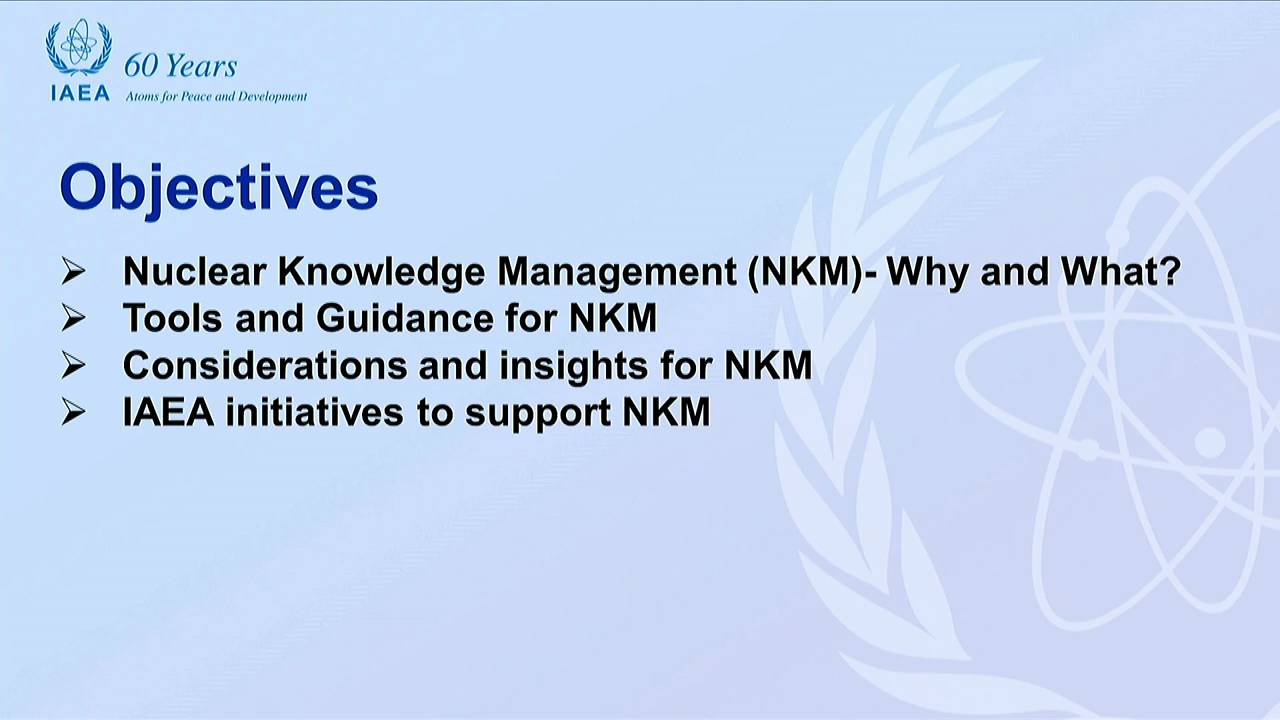 60 Years
IAEA
Atoms for Peace and Development
Objectives
Nuclear Knowledge Management (NKM)- Why and What?
Tools and Guidance for NKM
Considerations and insights for NKM
IAEA initiatives to support NKM